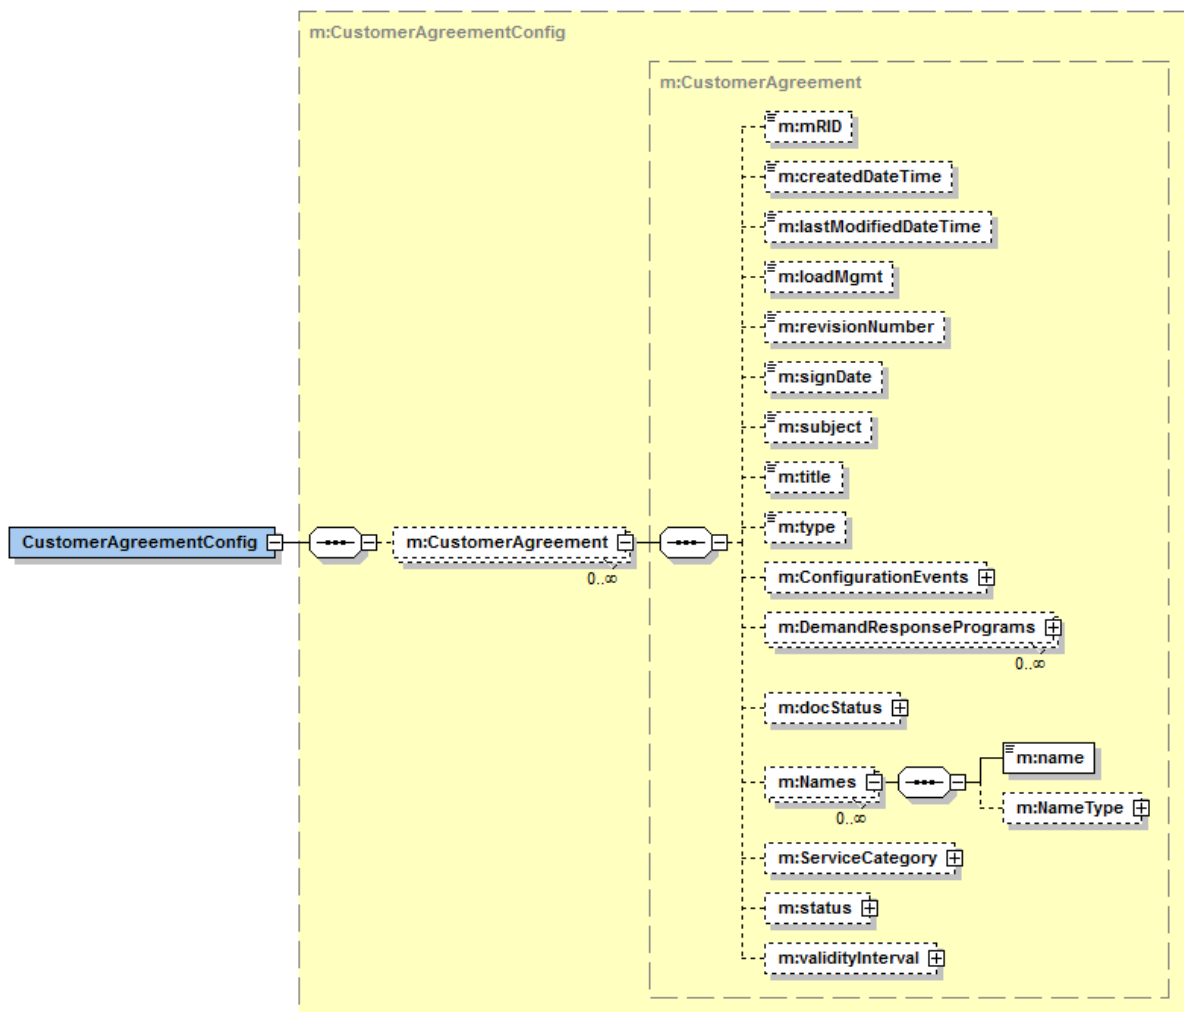 m:CustomerAgreementConfig
m:CustomerAgreement
m:mRID
m:createdDateTime
m:lastModifiedDateTime
m:loadMgmt
m:revisionNumber
m:signDate
m:subject
m:title
m:type
CustomerAgreementConfig
m:CustomerAgreement
0..∞
m:ConfigurationEvents
m:DemandResponsePrograms
0..∞
m:docStatus
m:Names
0..∞
m:name
m:NameType
m:ServiceCategory
m:status
m:validityInterval